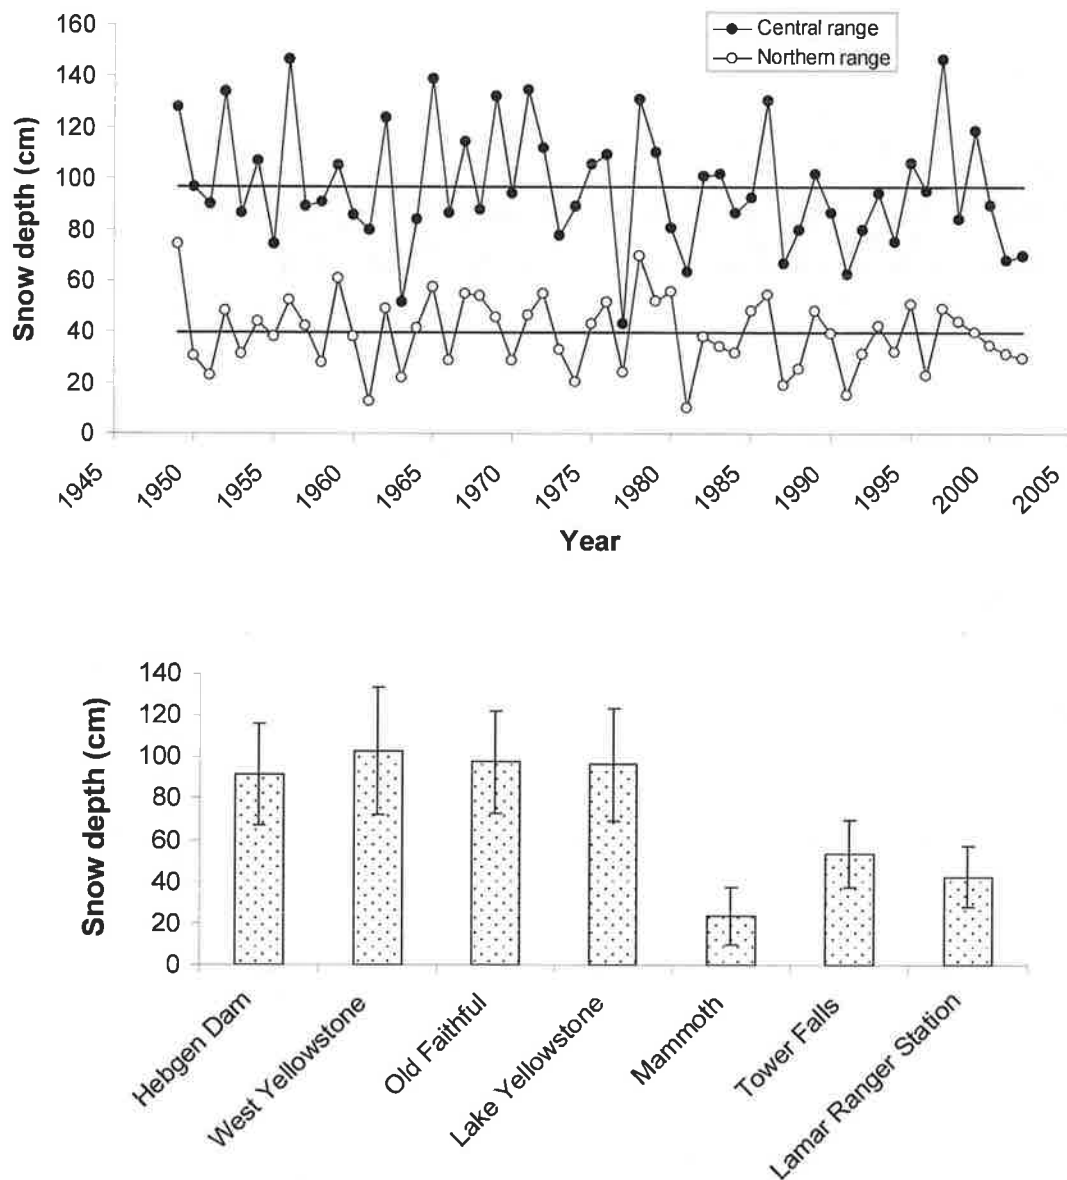 160
140
120
100
80
60
40
20
0
Snow depth (cm)
Central range
Northern range
1945
1950
1955
1960
1965
1970
1975
1980
1985
1990
1995
2000
2005
Year
140
120
100
80
60
40
20
0
Snow depth (cm)
Hebgen Dam
West Yellowstone
Old Faithful
Lake Yellowstone
Mammoth
Tower Falls
Lamar Ranger Station